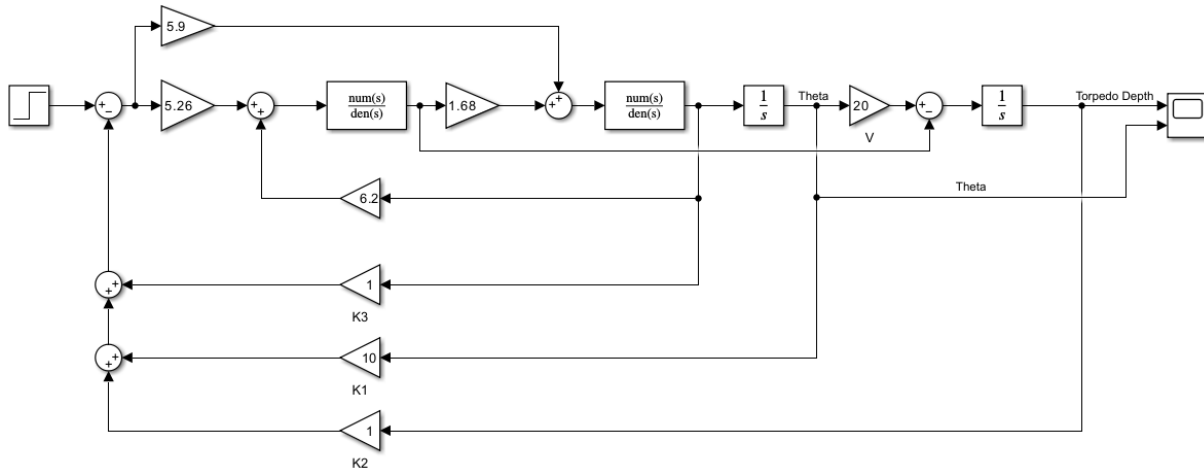 5.9
5.26
num(s)
den(s)
1.68
num(s)
den(s)
1
s
Theta
20
V
1
s
Torpedo Depth
6.2
Theta
1
K3
10
K1
1
K2